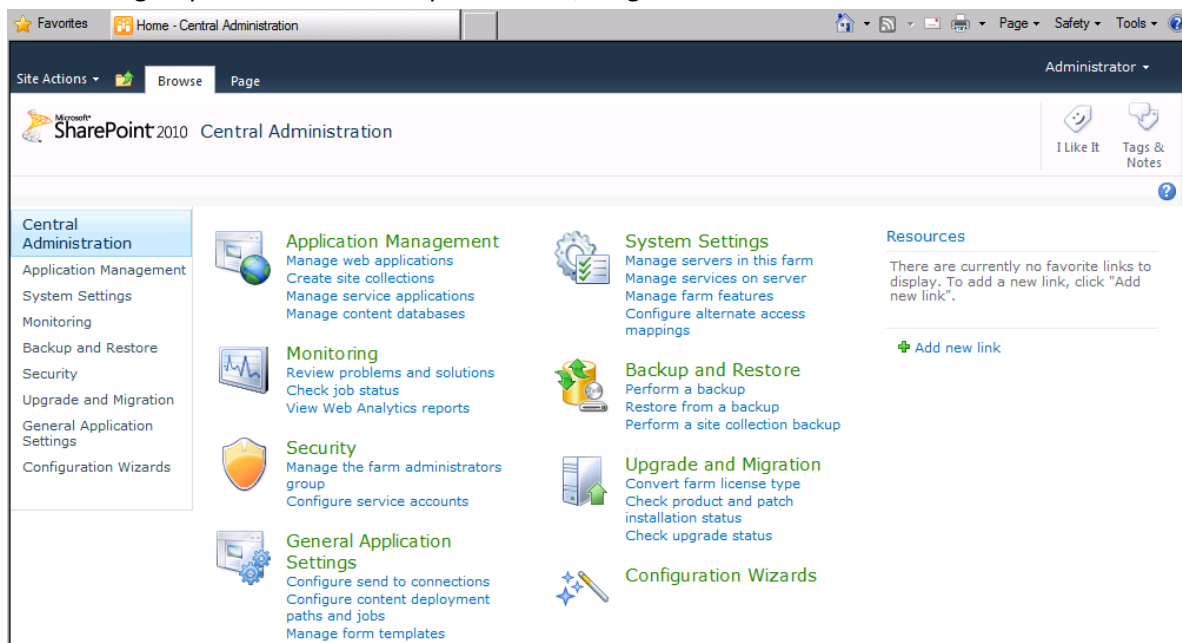 Favorites
Home - Central Administration
Page
Safety
Tools
Site Actions
Browse
Page
Administrator
Microsoft
SharePoint 2010 Central Administration
I Like It
Tags &
Notes
Central
Administration
Application Management
System Settings
Monitoring
Backup and Restore
Security
Upgrade and Migration
General Application
Settings
Configuration Wizards
Application Management
Manage web applications
Create site collections
Manage service applications
Manage content databases
Monitoring
Review problems and solutions
Check job status
View Web Analytics reports
Security
Manage the farm administrators
group
Configure service accounts
General Application
Settings
Configure send to connections
Configure content deployment
paths and jobs
Manage form templates
System Settings
Manage servers in this farm
Manage services on server
Manage farm features
Configure alternate access
mappings
Backup and Restore
Perform a backup
Restore from a backup
Perform a site collection backup
Upgrade and Migration
Convert farm license type
Check product and patch
installation status
Check upgrade status
Configuration Wizards
Resources
There are currently no favorite links to
display. To add a new link, click "Add
new link".
Add new link